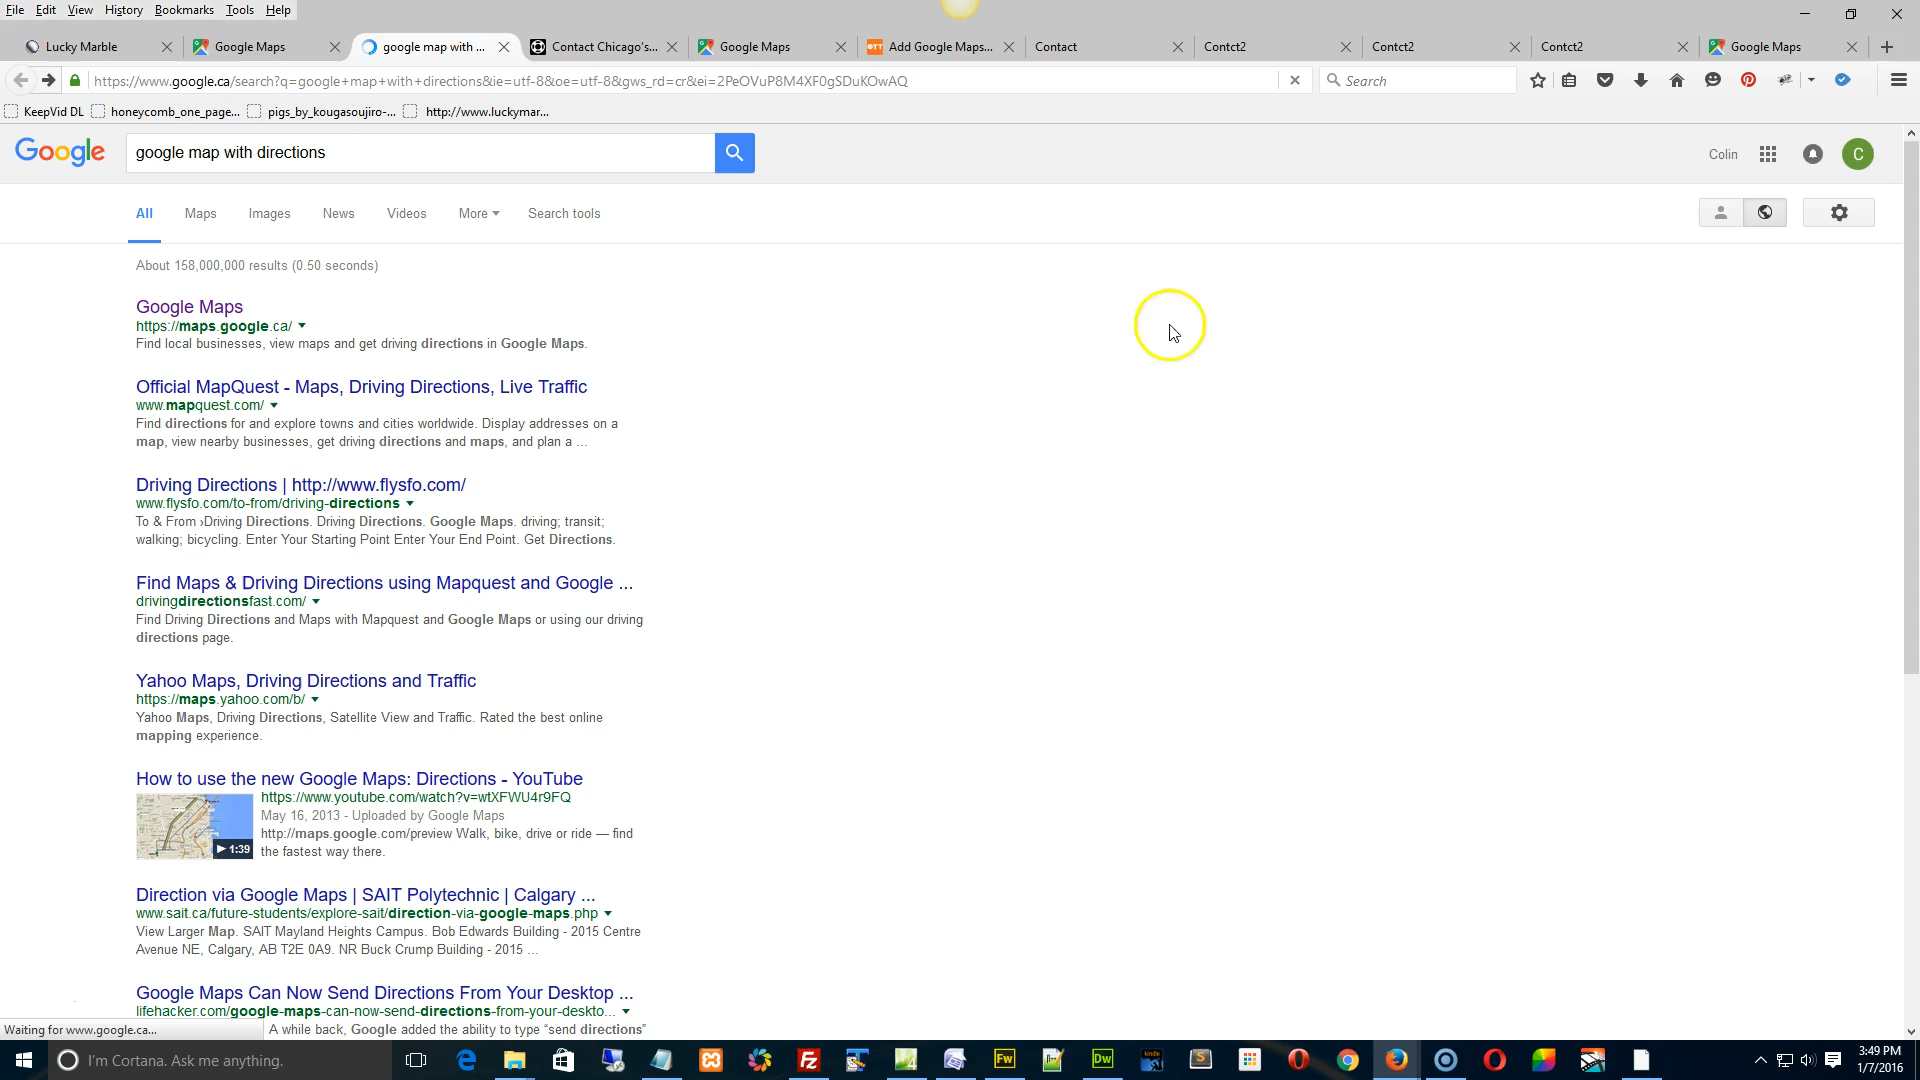 File Edit View History Bookmarks Tools Help
Lucky Marble
Google Maps
google map with ...
Contact Chicago's...
Google Maps
Add Google Maps...
Contact
Contct2
Contct2
Contct2
Google Maps
https://www.google.ca/search?q=google+map+with+directions&ie=utf-8&oe=utf-8&gws_rd=cr&ei=2PeOVuP8M4XF0gSDuKOwAQ
Search
KeepVid DL
honeycomb_one_page...
pigs_by_kougasoujiro-...
http://www.luckymar...
Google
google map with directions
Colin
C
All Maps Images News Videos More Search tools
About 158,000,000 results (0.50 seconds)
Google Maps
https://maps.google.ca/
Find local businesses, view maps and get driving directions in Google Maps.
Official MapQuest - Maps, Driving Directions, Live Traffic
www.mapquest.com/
Find directions for and explore towns and cities worldwide. Display addresses on a
map, view nearby businesses, get driving directions and maps, and plan a ...
Driving Directions | http://www.flysfo.com/
www.flysfo.com/to-from/driving-directions
To & From ›Driving Directions. Driving Directions. Google Maps. driving; transit;
walking; bicycling. Enter Your Starting Point Enter Your End Point. Get Directions.
Find Maps & Driving Directions using Mapquest and Google ...
drivingdirectionsfast.com/
Find Driving Directions and Maps with Mapquest and Google Maps or using our driving
directions page.
Yahoo Maps, Driving Directions and Traffic
https://maps.yahoo.com/b/
Yahoo Maps, Driving Directions, Satellite View and Traffic. Rated the best online
mapping experience.
How to use the new Google Maps: Directions - YouTube
https://www.youtube.com/watch?v=wtXFWU4r9FQ
May 16, 2013 - Uploaded by Google Maps
http://maps.google.com/preview Walk, bike, drive or ride — find
the fastest way there.
1:39
Direction via Google Maps | SAIT Polytechnic | Calgary ...
www.sait.ca/future-students/explore-sait/direction-via-google-maps.php
View Larger Map. SAIT Mayland Heights Campus. Bob Edwards Building - 2015 Centre
Avenue NE, Calgary, AB T2E 0A9. NR Buck Crump Building - 2015 ...
Google Maps Can Now Send Directions From Your Desktop ...
lifehacker.com/google-maps-can-now-send-directions-from-your-deskto...
A while back, Google added the ability to type “send directions”
Waiting for www.google.ca...
I'm Cortana. Ask me anything.
Fz
4
Fw
Dw
kindle
S
3:49 PM
1/7/2016